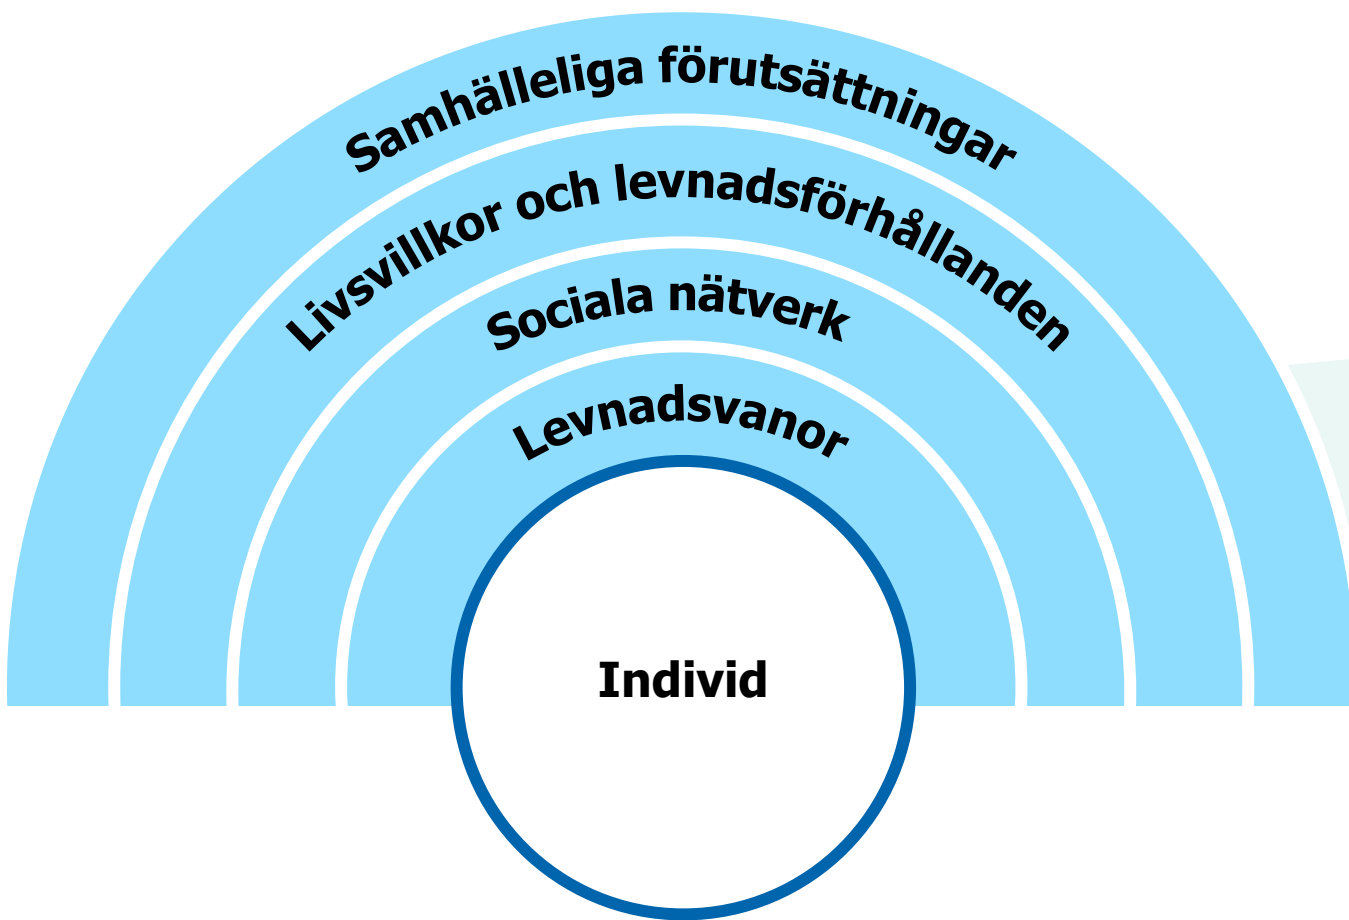 Samhälleliga förutsättningar
Livsvillkor och levnadsförhållanden
Sociala nätverk
Levnadsvanor
Individ